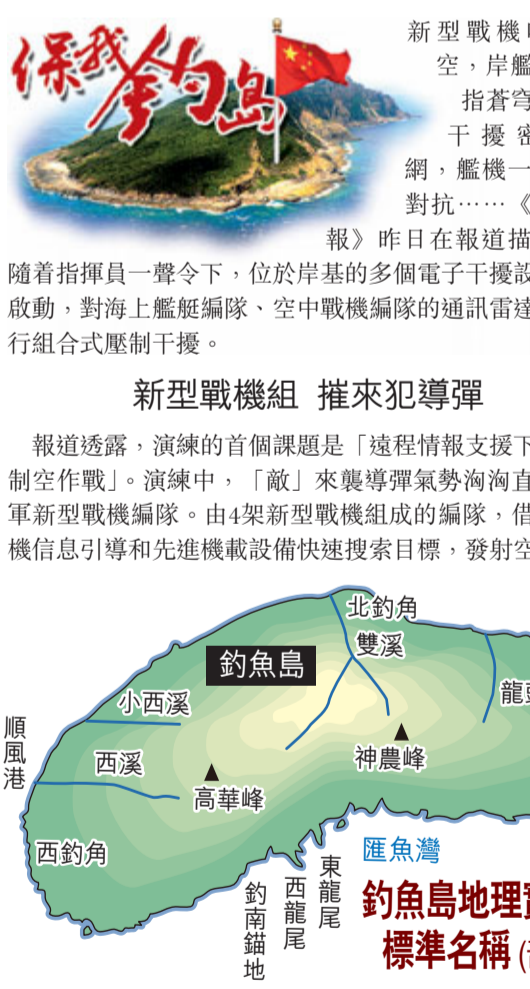 保我釣島
新型戰機
空，岸艦
指蒼穹
干擾密
網，艦機一
對抗……《
報》昨日在報道描
隨着指揮員一聲令下，位於岸基的多個電子干擾設
啟動，對海上艦艇編隊、空中戰機編隊的通訊雷達
行組合式壓制干擾。
新型戰機組 摧來犯導彈
報道透露，演練的首個課題是「遠程情報支援下
制空作戰」。演練中，「敵」來襲導彈氣勢洶洶直
軍新型戰機編隊。由4架新型戰機組成的編隊，借
機信息引導和先進機載設備快速搜索目標，發射空
北釣角
雙溪
釣魚島
小西溪
龍
順風港
西溪
神農峰
高華峰
西釣角
匯魚灣
東龍尾
西龍尾
釣南錨地
釣魚島地理
標準名稱